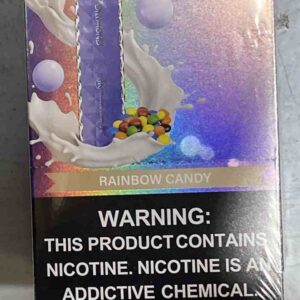 RAINBOW CANDY
WARNING:
THIS PRODUCT CONTAINS
NICOTINE. NICOTINE IS AN
ADDICTIVE CHEMICAL.